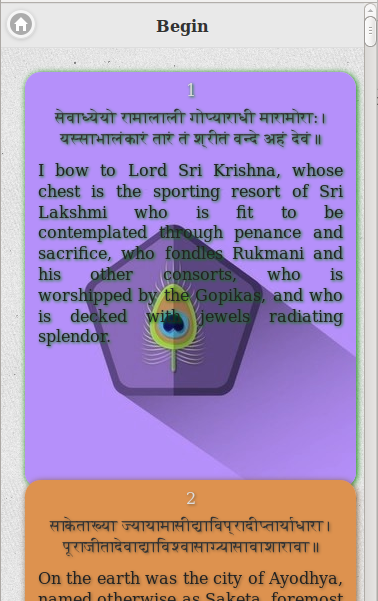 Begin
1
सेवाध्येयो रामालाली गोप्याराधी मारामोराः।
यस्साभालंकारं तारं तं श्रीतं वन्दे अहं देवं॥
I bow to Lord Sri Krishna, whose
chest is the sporting resort of Sri
Lakshmi who is fit to be
contemplated through penance and
sacrifice, who fondles Rukmani and
his other consorts, who is
worshipped by the Gopikas, and who
is decked with jewels radiating
splendor.
2
साकेताख्या ज्यायामासीद्याविप्रादीप्तार्याधारा।
पूराजीतादेवाद्याविश्वासाग्र्यासावाशारावा॥
On the earth was the city of Ayodhya,
named otherwise as Saketa, foremost